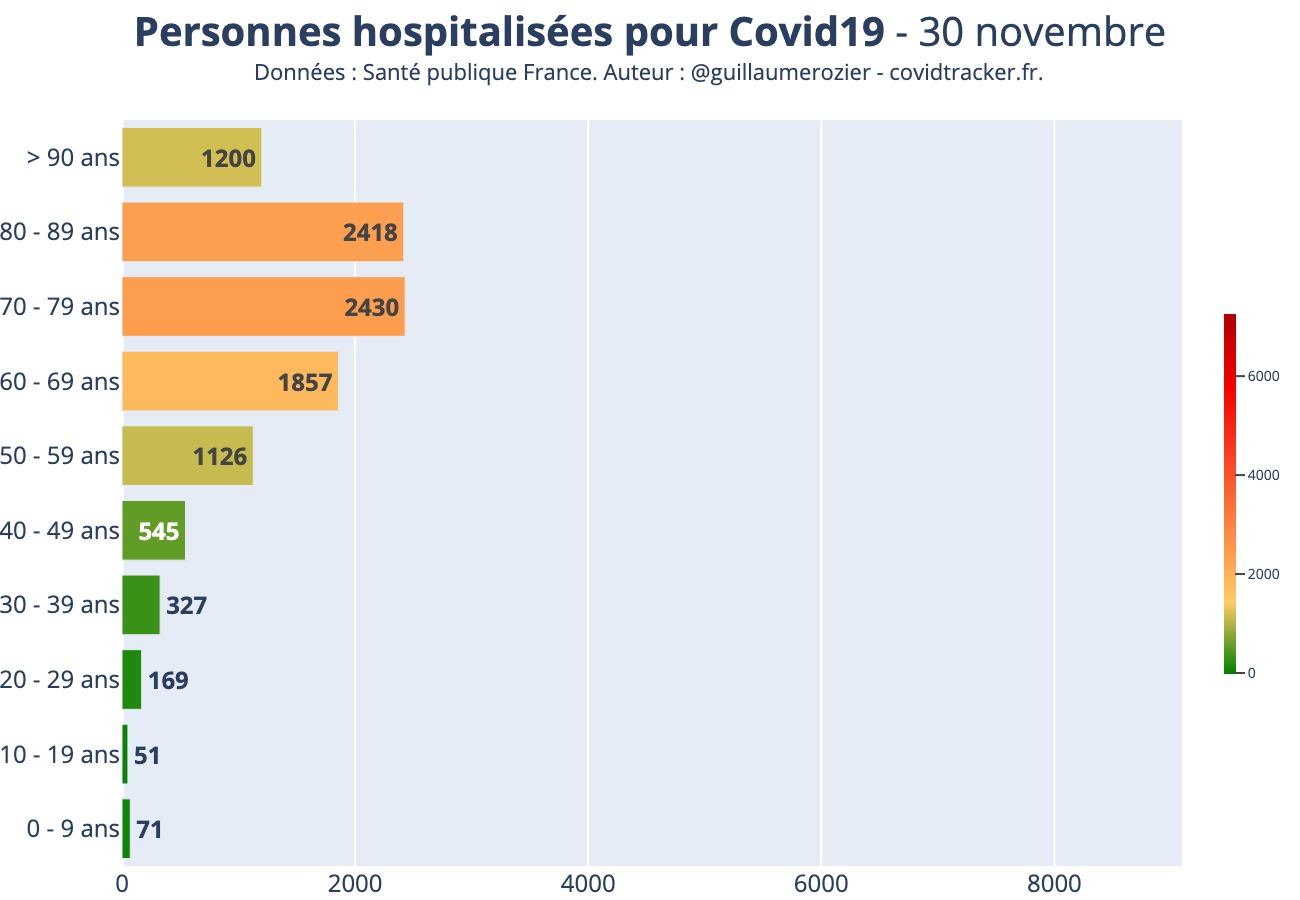 Personnes hospitalisées pour Covid19 - 30 novembre
Données : Santé publique France. Auteur : @guillaumerozier - covidtracker.fr.
> 90 ans 1200
80 - 89 ans 2418
70 - 79 ans 2430
60 - 69 ans 1857
50 - 59 ans 1126
40 - 49 ans 545
30 - 39 ans 327
20 - 29 ans 169
10 - 19 ans 51
0 - 9 ans 71
0 2000 4000 6000 8000
6000
4000
2000
0